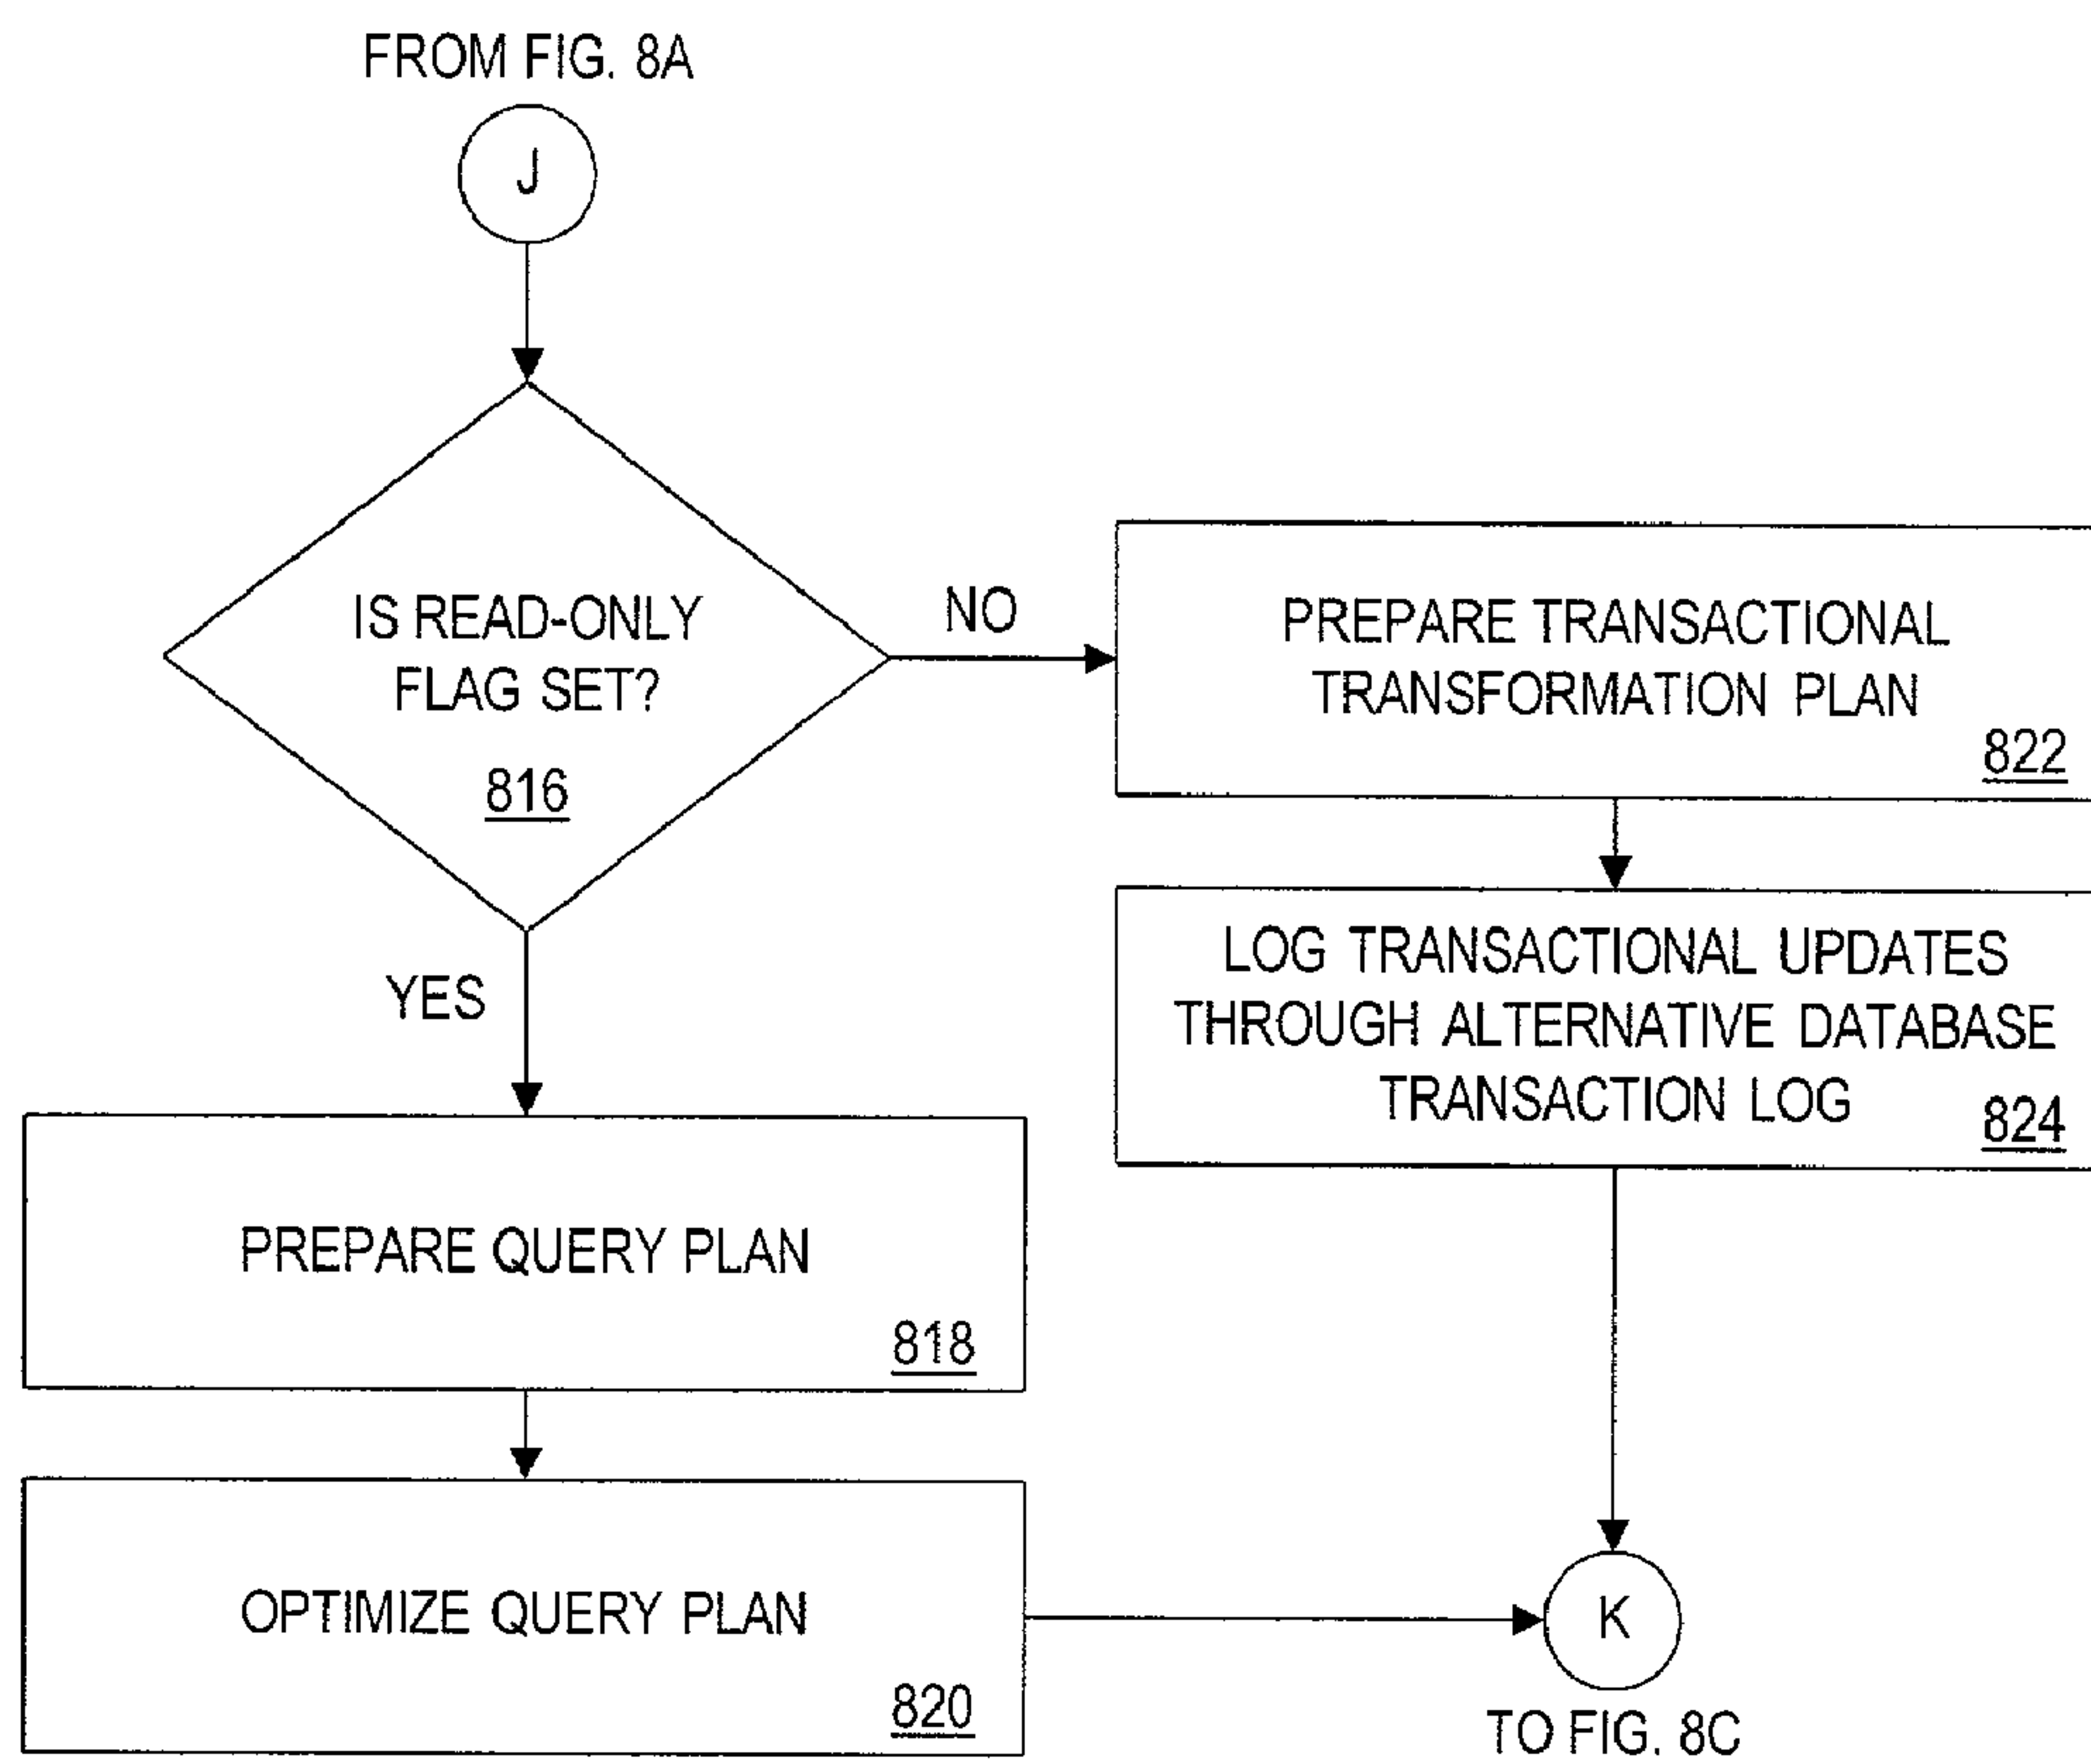 FROM FIG. 8A
J
IS READ-ONLY
FLAG SET?
816
NO
PREPARE TRANSACTIONAL
TRANSFORMATION PLAN
822
LOG TRANSACTIONAL UPDATES
THROUGH ALTERNATIVE DATABASE
TRANSACTION LOG
824
YES
PREPARE QUERY PLAN
818
OPTIMIZE QUERY PLAN
820
K
TO FIG. 8C